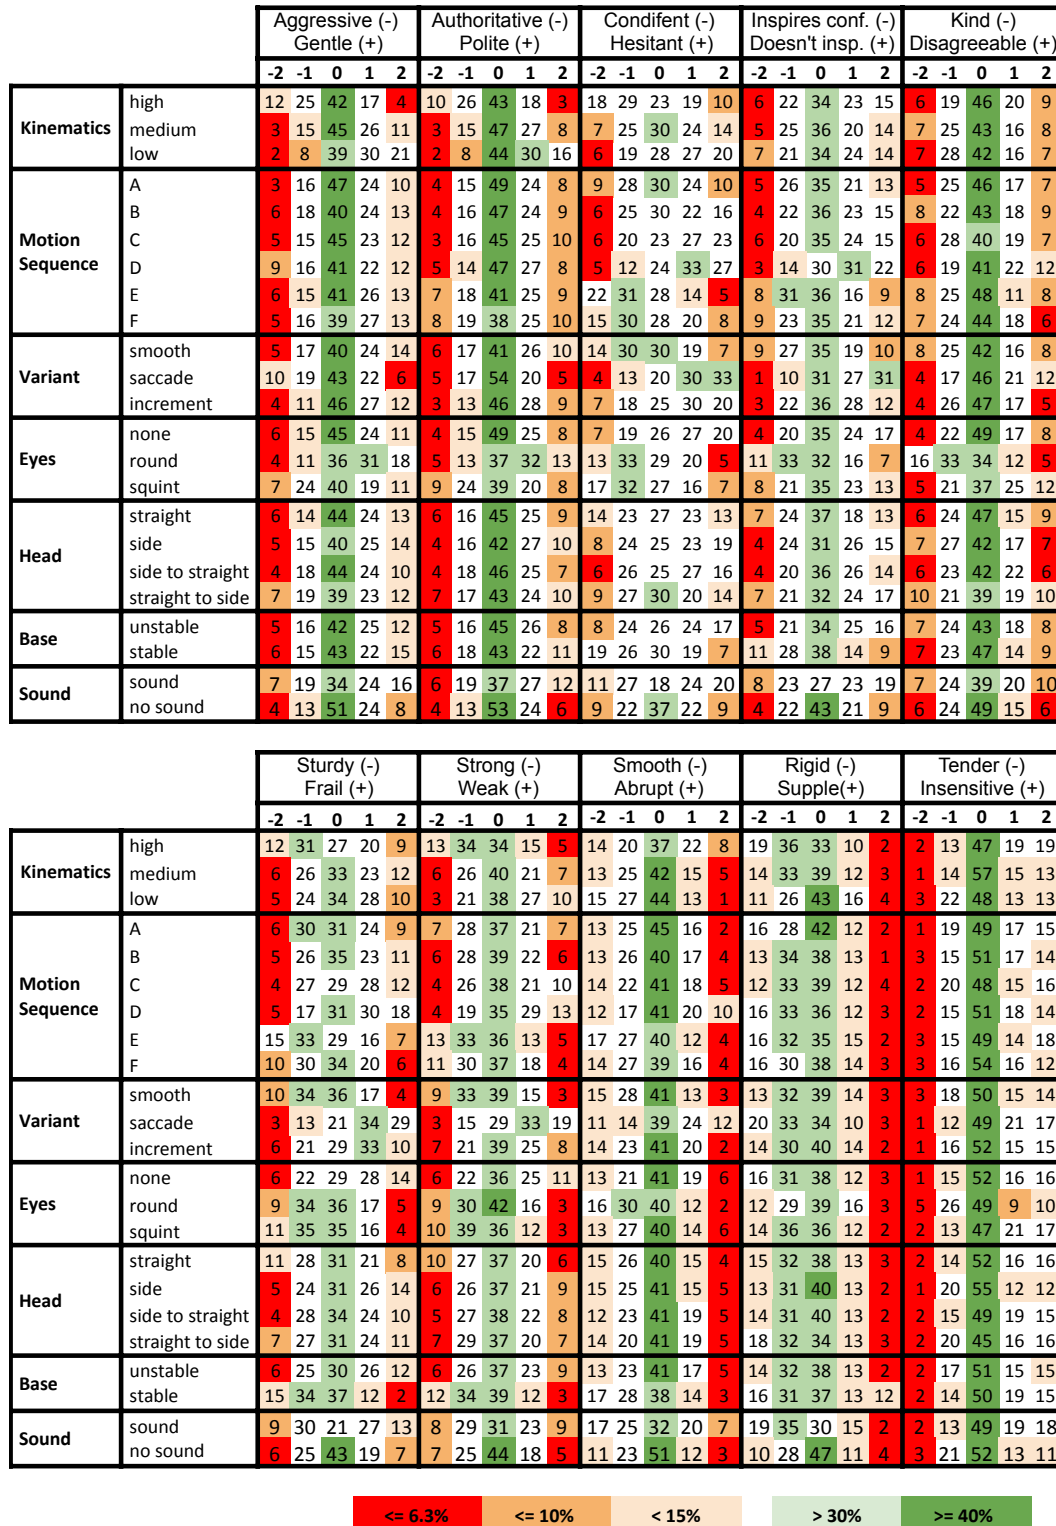 Aggressive (-) Authoritative (-) Condifent (-) Inspires conf. (-) Kind (-)
Gentle (+) Polite (+) Hesitant (+) Doesn't insp. (+) Disagreeable (+)
-2 -1 0 1 2 -2 -1 0 1 2 -2 -1 0 1 2 -2 -1 0 1 2 -2 -1 0 1 2
Kinematics high 12 25 42 17 4 10 26 43 18 3 18 29 23 19 10 6 22 34 23 15 6 19 46 20 9
medium 3 15 45 26 11 3 15 47 27 8 7 25 30 24 14 5 25 36 20 14 7 25 43 16 8
low 2 8 39 30 21 2 8 44 30 16 6 19 28 27 20 7 21 34 24 14 7 28 42 16 7
Motion Sequence A 3 16 47 24 10 4 15 49 24 8 9 28 30 24 10 5 26 35 21 13 5 25 46 17 7
B 6 18 40 24 13 4 16 47 24 9 6 25 30 22 16 4 22 36 23 15 8 22 43 18 9
C 5 15 45 23 12 3 16 45 25 10 6 20 23 27 23 6 20 35 24 15 6 28 40 19 7
D 9 16 41 22 12 5 14 47 27 8 5 12 24 33 27 3 14 30 31 22 6 19 41 22 12
E 6 15 41 26 13 7 18 41 25 9 22 31 28 14 5 8 31 36 16 9 8 25 48 11 8
F 5 16 39 27 13 8 19 38 25 10 15 30 28 20 8 9 23 35 21 12 7 24 44 18 6
Variant smooth 5 17 40 24 14 6 17 41 26 10 14 30 30 19 7 9 27 35 19 10 8 25 42 16 8
saccade 10 19 43 22 6 5 17 54 20 5 4 13 20 30 33 1 10 31 27 31 4 17 46 21 12
increment 4 11 46 27 12 3 13 46 28 9 7 18 25 30 20 3 22 36 28 12 4 26 47 17 5
Eyes none 6 15 45 24 11 4 15 49 25 8 7 19 26 27 20 4 20 35 24 17 4 22 49 17 8
round 4 11 36 31 18 5 13 37 32 13 13 33 29 20 5 11 33 32 16 7 16 33 34 12 5
squint 7 24 40 19 11 9 24 39 20 8 17 32 27 16 7 8 21 35 23 13 5 21 37 25 12
Head straight 6 14 44 24 13 6 16 45 25 9 14 23 27 23 13 7 24 37 18 13 6 24 47 15 9
side 5 15 40 25 14 4 16 42 27 10 8 24 25 23 19 4 24 31 26 15 7 27 42 17 7
side to straight 4 18 44 24 10 4 18 46 25 7 6 26 25 27 16 4 20 36 26 14 6 23 42 22 6
straight to side 7 19 39 23 12 7 17 43 24 10 9 27 30 20 14 7 21 32 24 17 10 21 39 19 10
Base unstable 5 16 42 25 12 5 16 45 26 8 8 24 26 24 17 5 21 34 25 16 7 24 43 18 8
stable 6 15 43 22 15 6 18 43 22 11 19 26 30 19 7 11 28 38 14 9 7 23 47 14 9
Sound sound 7 19 34 24 16 6 19 37 27 12 11 27 18 24 20 8 23 27 23 19 7 24 39 20 10
no sound 4 13 51 24 8 4 13 53 24 6 9 22 37 22 9 4 22 43 21 9 6 24 49 15 6
Sturdy (-) Strong (-) Smooth (-) Rigid (-) Tender (-)
Frail (+) Weak (+) Abrupt (+) Supple(+) Insensitive (+)
-2 -1 0 1 2 -2 -1 0 1 2 -2 -1 0 1 2 -2 -1 0 1 2 -2 -1 0 1 2
Kinematics high 12 31 27 20 9 13 34 34 15 5 14 20 37 22 8 19 36 33 10 2 2 13 47 19 19
medium 6 26 33 23 12 6 26 40 21 7 13 25 42 15 5 14 33 39 12 3 1 14 57 15 13
low 5 24 34 28 10 3 21 38 27 10 15 27 44 13 1 11 26 43 16 4 3 22 48 13 13
Motion Sequence A 6 30 31 24 9 7 28 37 21 7 13 25 45 16 2 16 28 42 12 2 1 19 49 17 15
B 5 26 35 23 11 6 28 39 22 6 13 26 40 17 4 13 34 38 13 1 3 15 51 17 14
C 4 27 29 28 12 4 26 38 21 10 14 22 41 18 5 12 33 39 12 4 2 20 48 15 16
D 5 17 31 30 18 4 19 35 29 13 12 17 41 20 10 16 33 36 12 3 2 15 51 18 14
E 15 33 29 16 7 13 33 36 13 5 17 27 40 12 4 16 32 35 15 2 3 15 49 14 18
F 10 30 34 20 6 11 30 37 18 4 14 27 39 16 4 16 30 38 14 3 3 16 54 16 12
Variant smooth 10 34 36 17 4 9 33 39 15 3 15 28 41 13 3 13 32 39 14 3 3 18 50 15 14
saccade 3 13 21 34 29 3 15 29 33 19 11 14 39 24 12 20 33 34 10 3 1 12 49 21 17
increment 6 21 29 33 10 7 21 39 25 8 14 23 41 20 2 14 30 40 14 2 1 16 52 15 15
Eyes none 6 22 29 28 14 6 22 36 25 11 13 21 41 19 6 16 31 38 12 3 1 15 52 16 16
round 9 34 36 17 5 9 30 42 16 3 16 30 40 12 2 12 29 39 16 3 5 26 49 9 10
squint 11 35 35 16 4 10 39 36 12 3 13 27 40 14 6 14 36 36 12 2 2 13 47 21 17
Head straight 11 28 31 21 8 10 27 37 20 6 15 26 40 15 4 15 32 38 13 3 2 14 52 16 16
side 5 24 31 26 14 6 26 37 21 9 15 25 41 15 5 13 31 40 13 2 1 20 55 12 12
side to straight 4 28 34 24 10 5 27 38 22 8 12 23 41 19 5 14 31 40 13 2 2 15 49 19 15
straight to side 7 27 31 24 11 7 29 37 20 7 14 20 41 19 5 18 32 34 13 3 2 20 45 16 16
Base unstable 6 25 30 26 12 6 26 37 23 9 13 23 41 17 5 14 32 38 13 2 2 17 51 15 15
stable 15 34 37 12 2 12 34 39 12 3 17 28 38 14 3 16 31 37 13 12 2 14 50 19 15
Sound sound 9 30 21 27 13 8 29 31 23 9 17 25 32 20 7 19 35 30 15 2 2 13 49 19 18
no sound 6 25 43 19 7 7 25 44 18 5 11 23 51 12 3 10 28 47 11 4 3 21 52 13 11
<= 6.3% <= 10% < 15% > 30% >= 40%